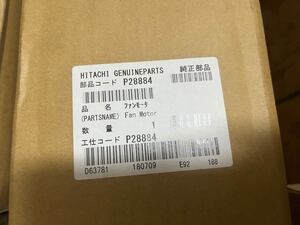 HITACHI GENUINEPARTS 純正部品
部品コード P28884
品 名 ファンモータ
(PARTSNAME) Fan Motor
数 量 1
工仕コード P28884
D63781 180709 E92 188